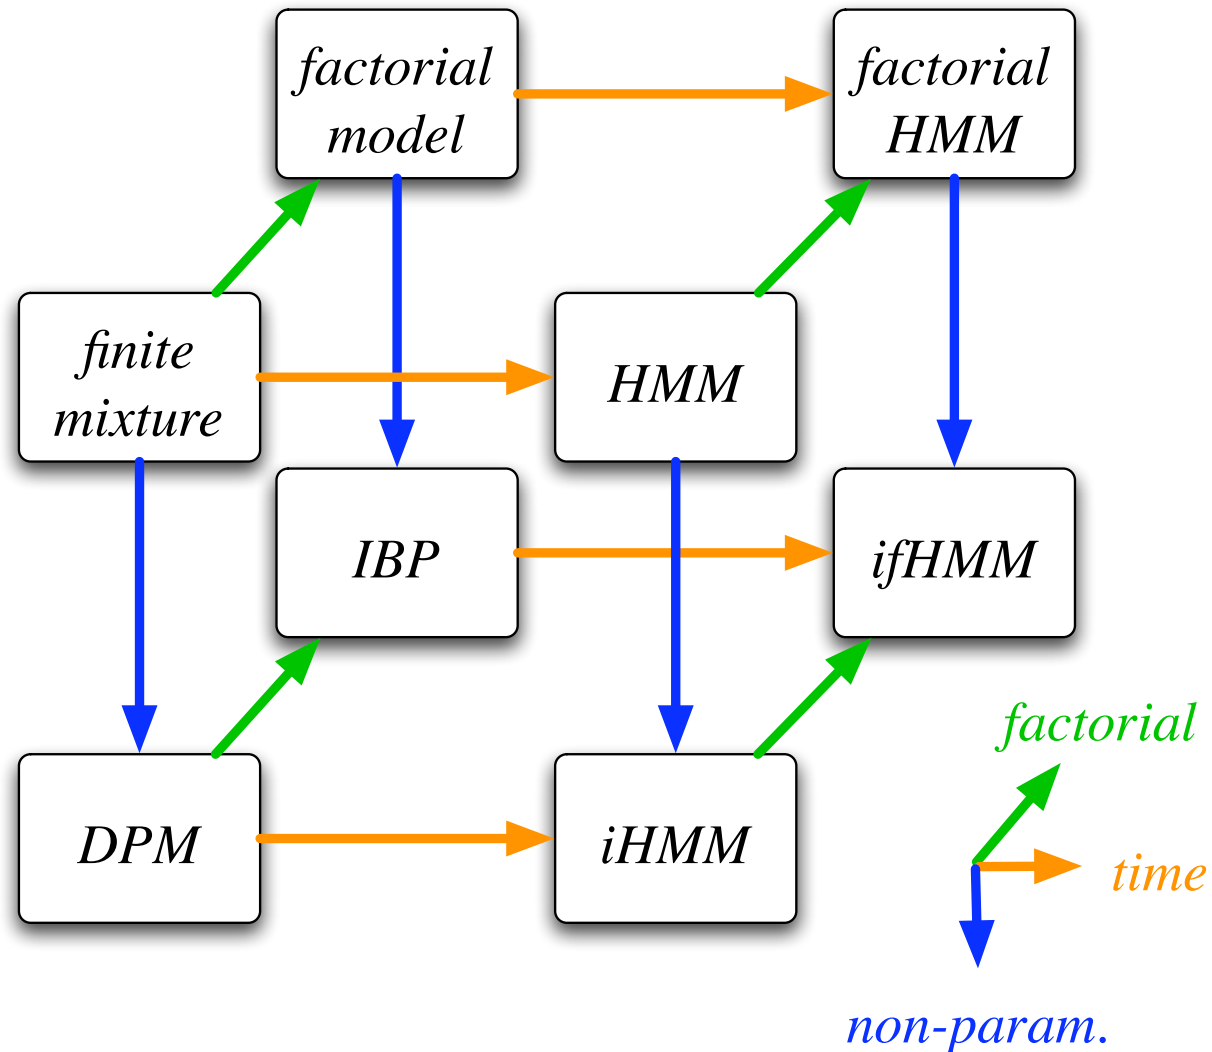 factorial
model
factorial
HMM
finite
mixture
HMM
IBP
ifHMM
DPM
iHMM
factorial
time
non-param.